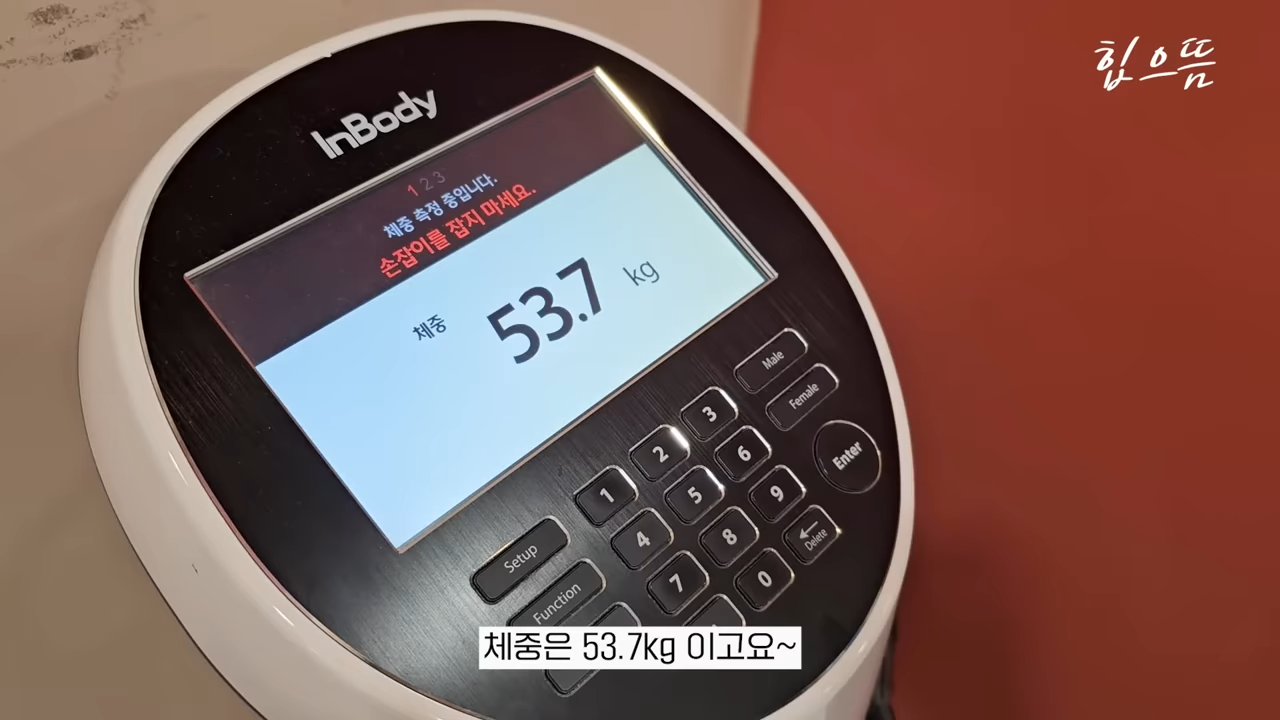 힙으뜸
InBody
1 2 3
체중 측정 중입니다.
손잡이를 잡지 마세요.
체중 53.7 kg
Male
Female
1 2 3
4 5 6
7 8 9
0
Enter
Delete
Setup
Function
체중은 53.7kg 이고요~